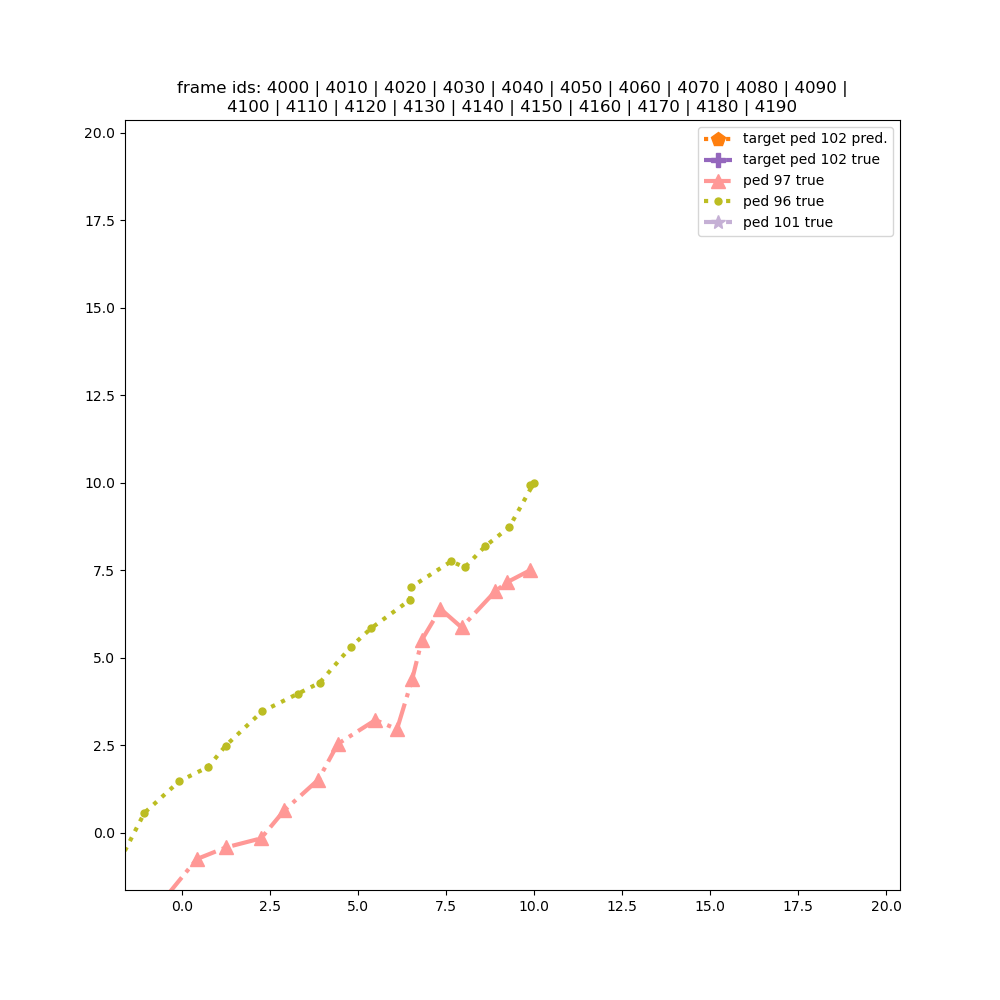 frame ids: 4000 | 4010 | 4020 | 4030 | 4040 | 4050 | 4060 | 4070 | 4080 | 4090 |
4100 | 4110 | 4120 | 4130 | 4140 | 4150 | 4160 | 4170 | 4180 | 4190
target ped 102 pred.
target ped 102 true
ped 97 true
ped 96 true
ped 101 true
20.0
17.5
15.0
12.5
10.0
7.5
5.0
2.5
0.0
0.0 2.5 5.0 7.5 10.0 12.5 15.0 17.5 20.0